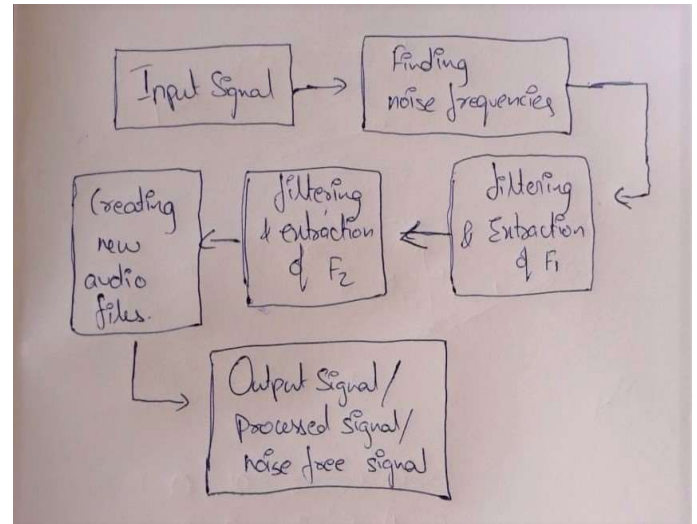 Input Signal
finding
noise frequencies
filtering
& Extraction
of F1
filtering
& extraction
of F2
Creating
new
audio
files.
Output Signal/
processed signal/
noise free signal